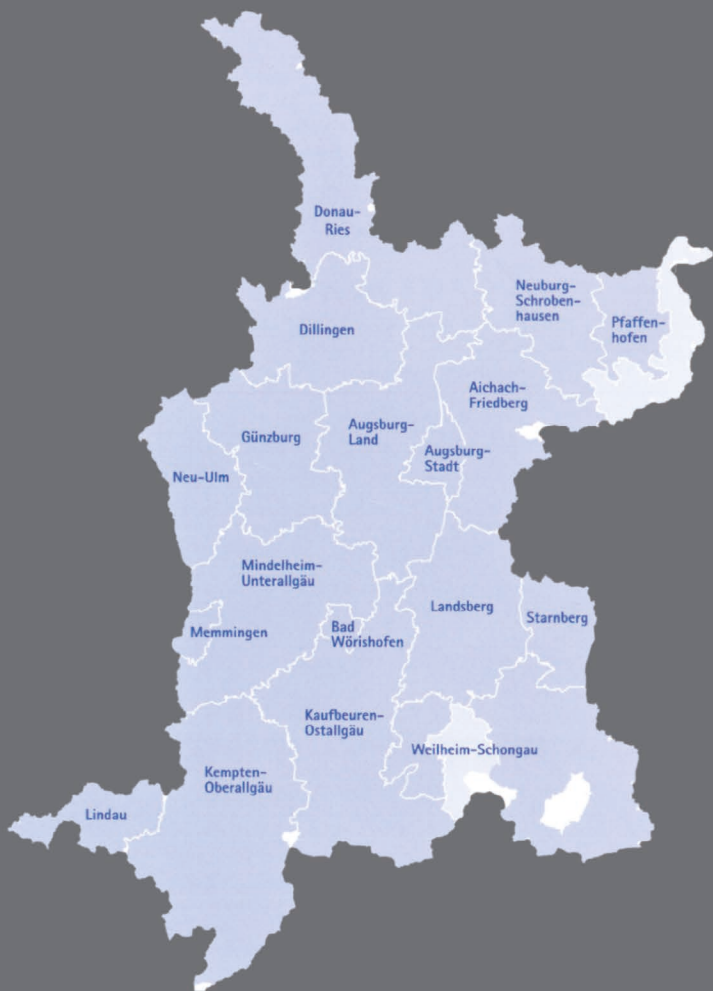 Donau-
Ries
Neuburg-
Schroben-
hausen
Pfaffen-
hofen
Dillingen
Aichach-
Friedberg
Augsburg-
Land
Günzburg
Augsburg-
Stadt
Neu-Ulm
Mindelheim-
Unterallgäu
Landsberg
Starnberg
Memmingen
Bad
Wörishofen
Kaufbeuren-
Ostallgäu
Weilheim-Schongau
Kempten-
Oberallgäu
Lindau